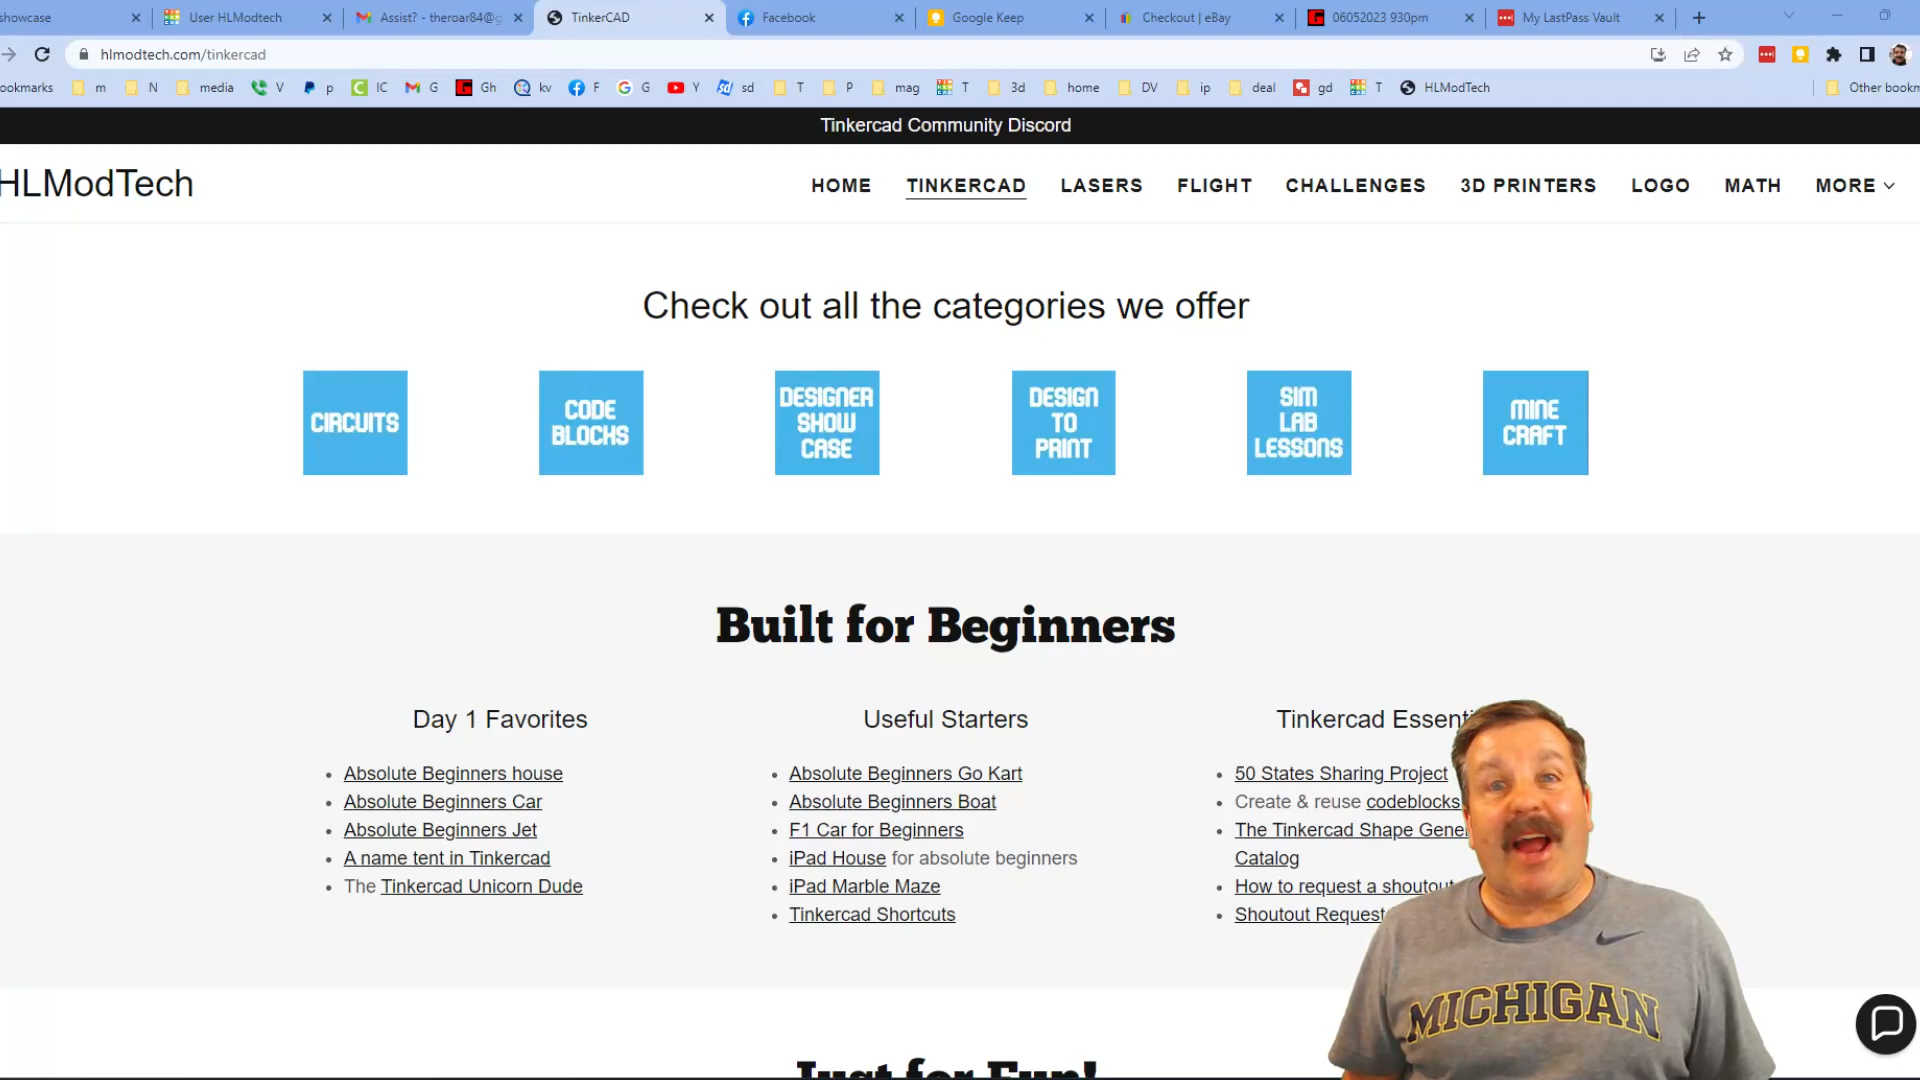 showcase
User HLModtech
Assist? - theroar84@g
TinkerCAD
Facebook
Google Keep
Checkout | eBay
06052023 930pm
My LastPass Vault
hlmodtech.com/tinkercad
ookmarks m N media V p IC G Gh kv F G Y sd T P mag T 3d home DV ip deal gd T HLModTech Other bookm
Tinkercad Community Discord
HLModTech
HOME TINKERCAD LASERS FLIGHT CHALLENGES 3D PRINTERS LOGO MATH MORE
Check out all the categories we offer
CIRCUITS
CODE
BLOCKS
DESIGNER
SHOW
CASE
DESIGN
TO
PRINT
SIM
LAB
LESSONS
MINE
CRAFT
Built for Beginners
Day 1 Favorites
Absolute Beginners house
Absolute Beginners Car
Absolute Beginners Jet
A name tent in Tinkercad
The Tinkercad Unicorn Dude
Useful Starters
Absolute Beginners Go Kart
Absolute Beginners Boat
F1 Car for Beginners
iPad House for absolute beginners
iPad Marble Maze
Tinkercad Shortcuts
Tinkercad Essenti
50 States Sharing Project
Create & reuse codeblocks
The Tinkercad Shape Gene
Catalog
How to request a shoutout
Shoutout Request
MICHIGAN
Just for Fun!